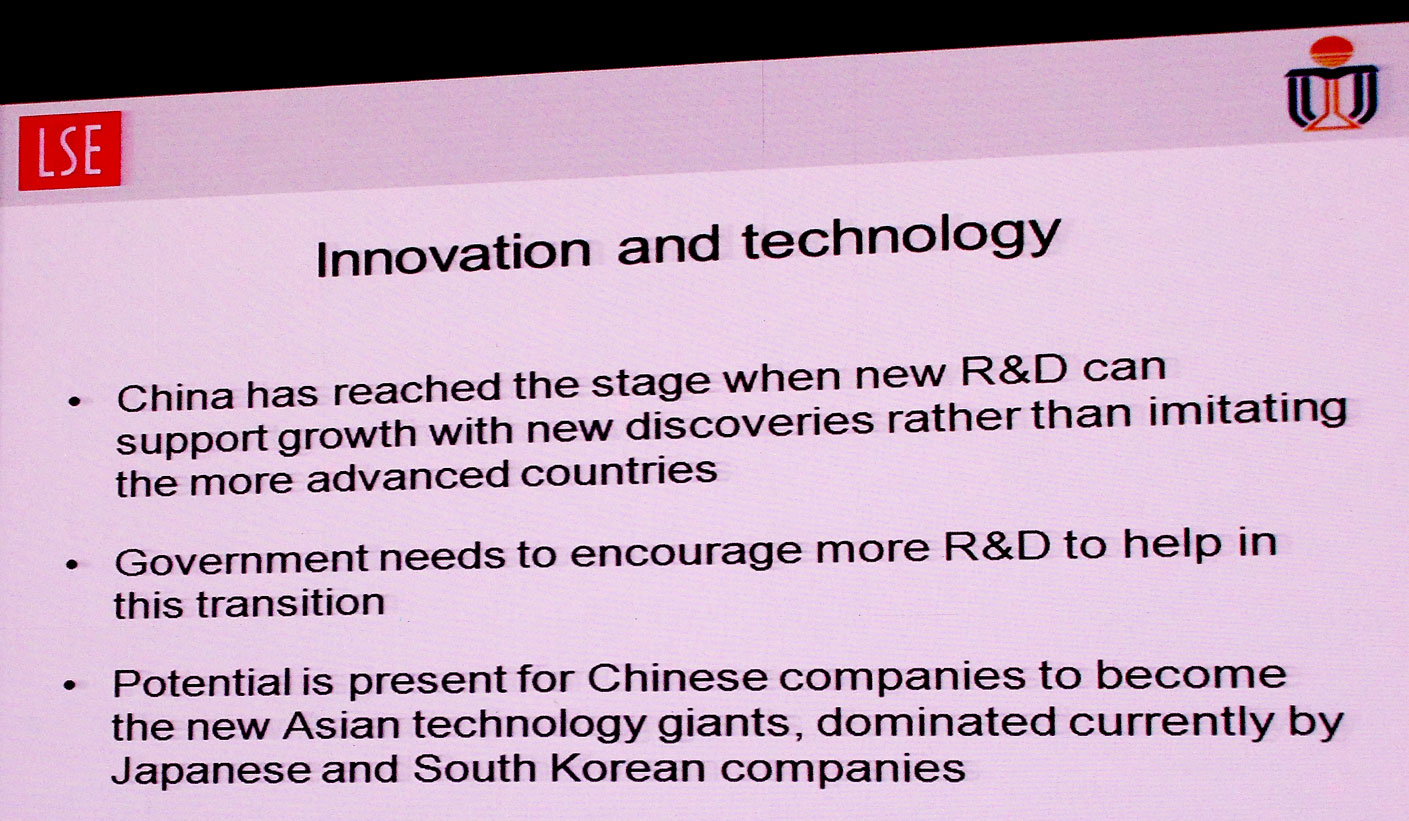 LSE
Innovation and technology
• China has reached the stage when new R&D can
support growth with new discoveries rather than imitating
the more advanced countries
• Government needs to encourage more R&D to help in
this transition
• Potential is present for Chinese companies to become
the new Asian technology giants, dominated currently by
Japanese and South Korean companies